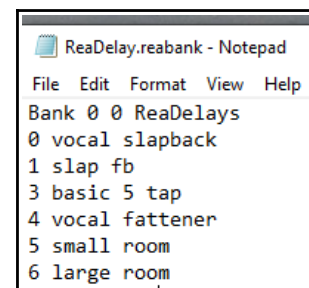 ReaDelay.reabank - Notepad
File Edit Format View Help
Bank 0 0 ReaDelays
0 vocal slapback
1 slap fb
3 basic 5 tap
4 vocal fattener
5 small room
6 large room